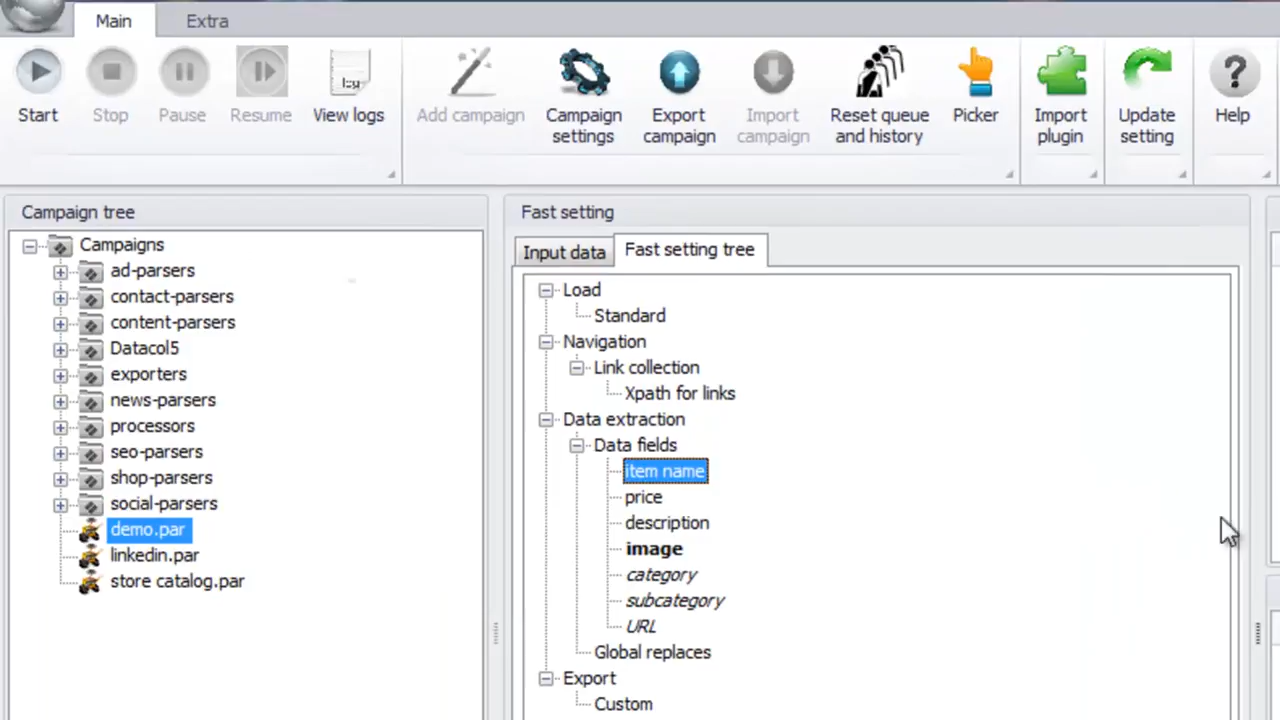 Main
Extra
Start
Stop
Pause
Resume
log
View logs
Add campaign
Campaign
settings
Export
campaign
Import
campaign
Reset queue
and history
Picker
Import
plugin
Update
setting
?
Help
Campaign tree
Campaigns
ad-parsers
contact-parsers
content-parsers
Datacol5
exporters
news-parsers
processors
seo-parsers
shop-parsers
social-parsers
demo.par
linkedin.par
store catalog.par
Fast setting
Input data
Fast setting tree
Load
Standard
Navigation
Link collection
Xpath for links
Data extraction
Data fields
item name
price
description
image
category
subcategory
URL
Global replaces
Export
Custom